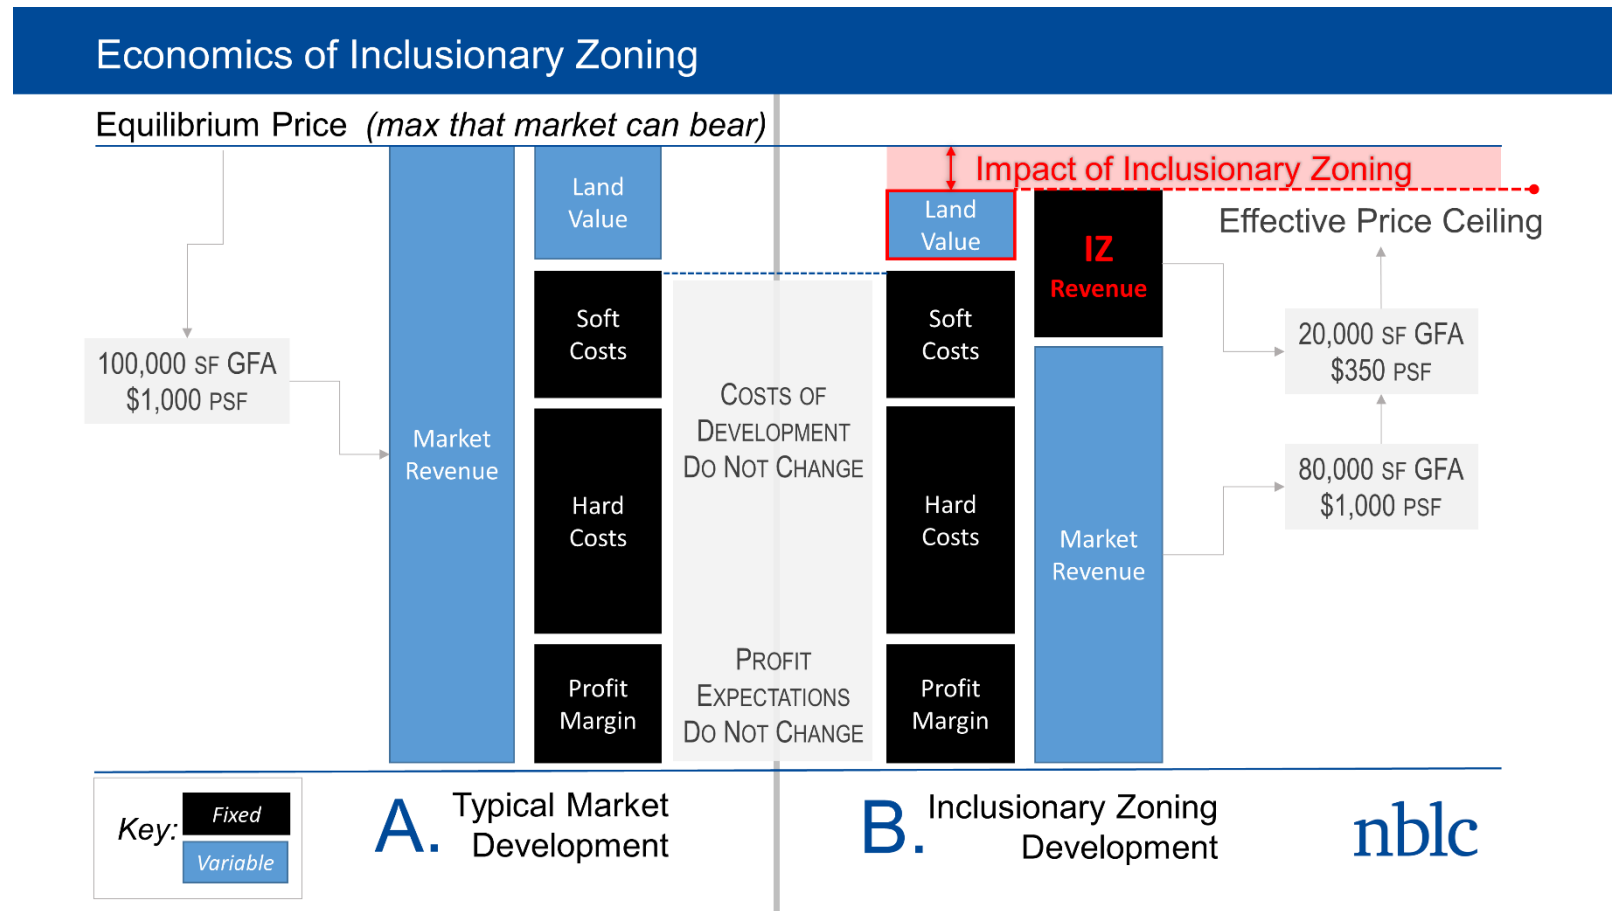 Economics of Inclusionary Zoning
Equilibrium Price (max that market can bear)
100,000 SF GFA
$1,000 PSF
Market
Revenue
Land
Value
Soft
Costs
Hard
Costs
Profit
Margin
COSTS OF
DEVELOPMENT
DO NOT CHANGE
PROFIT
EXPECTATIONS
DO NOT CHANGE
Impact of Inclusionary Zoning
Land
Value
Soft
Costs
Hard
Costs
Profit
Margin
IZ
Revenue
Market
Revenue
Effective Price Ceiling
20,000 SF GFA
$350 PSF
80,000 SF GFA
$1,000 PSF
Key:
Fixed
Variable
A. Typical Market
Development
B. Inclusionary Zoning
Development
nblc